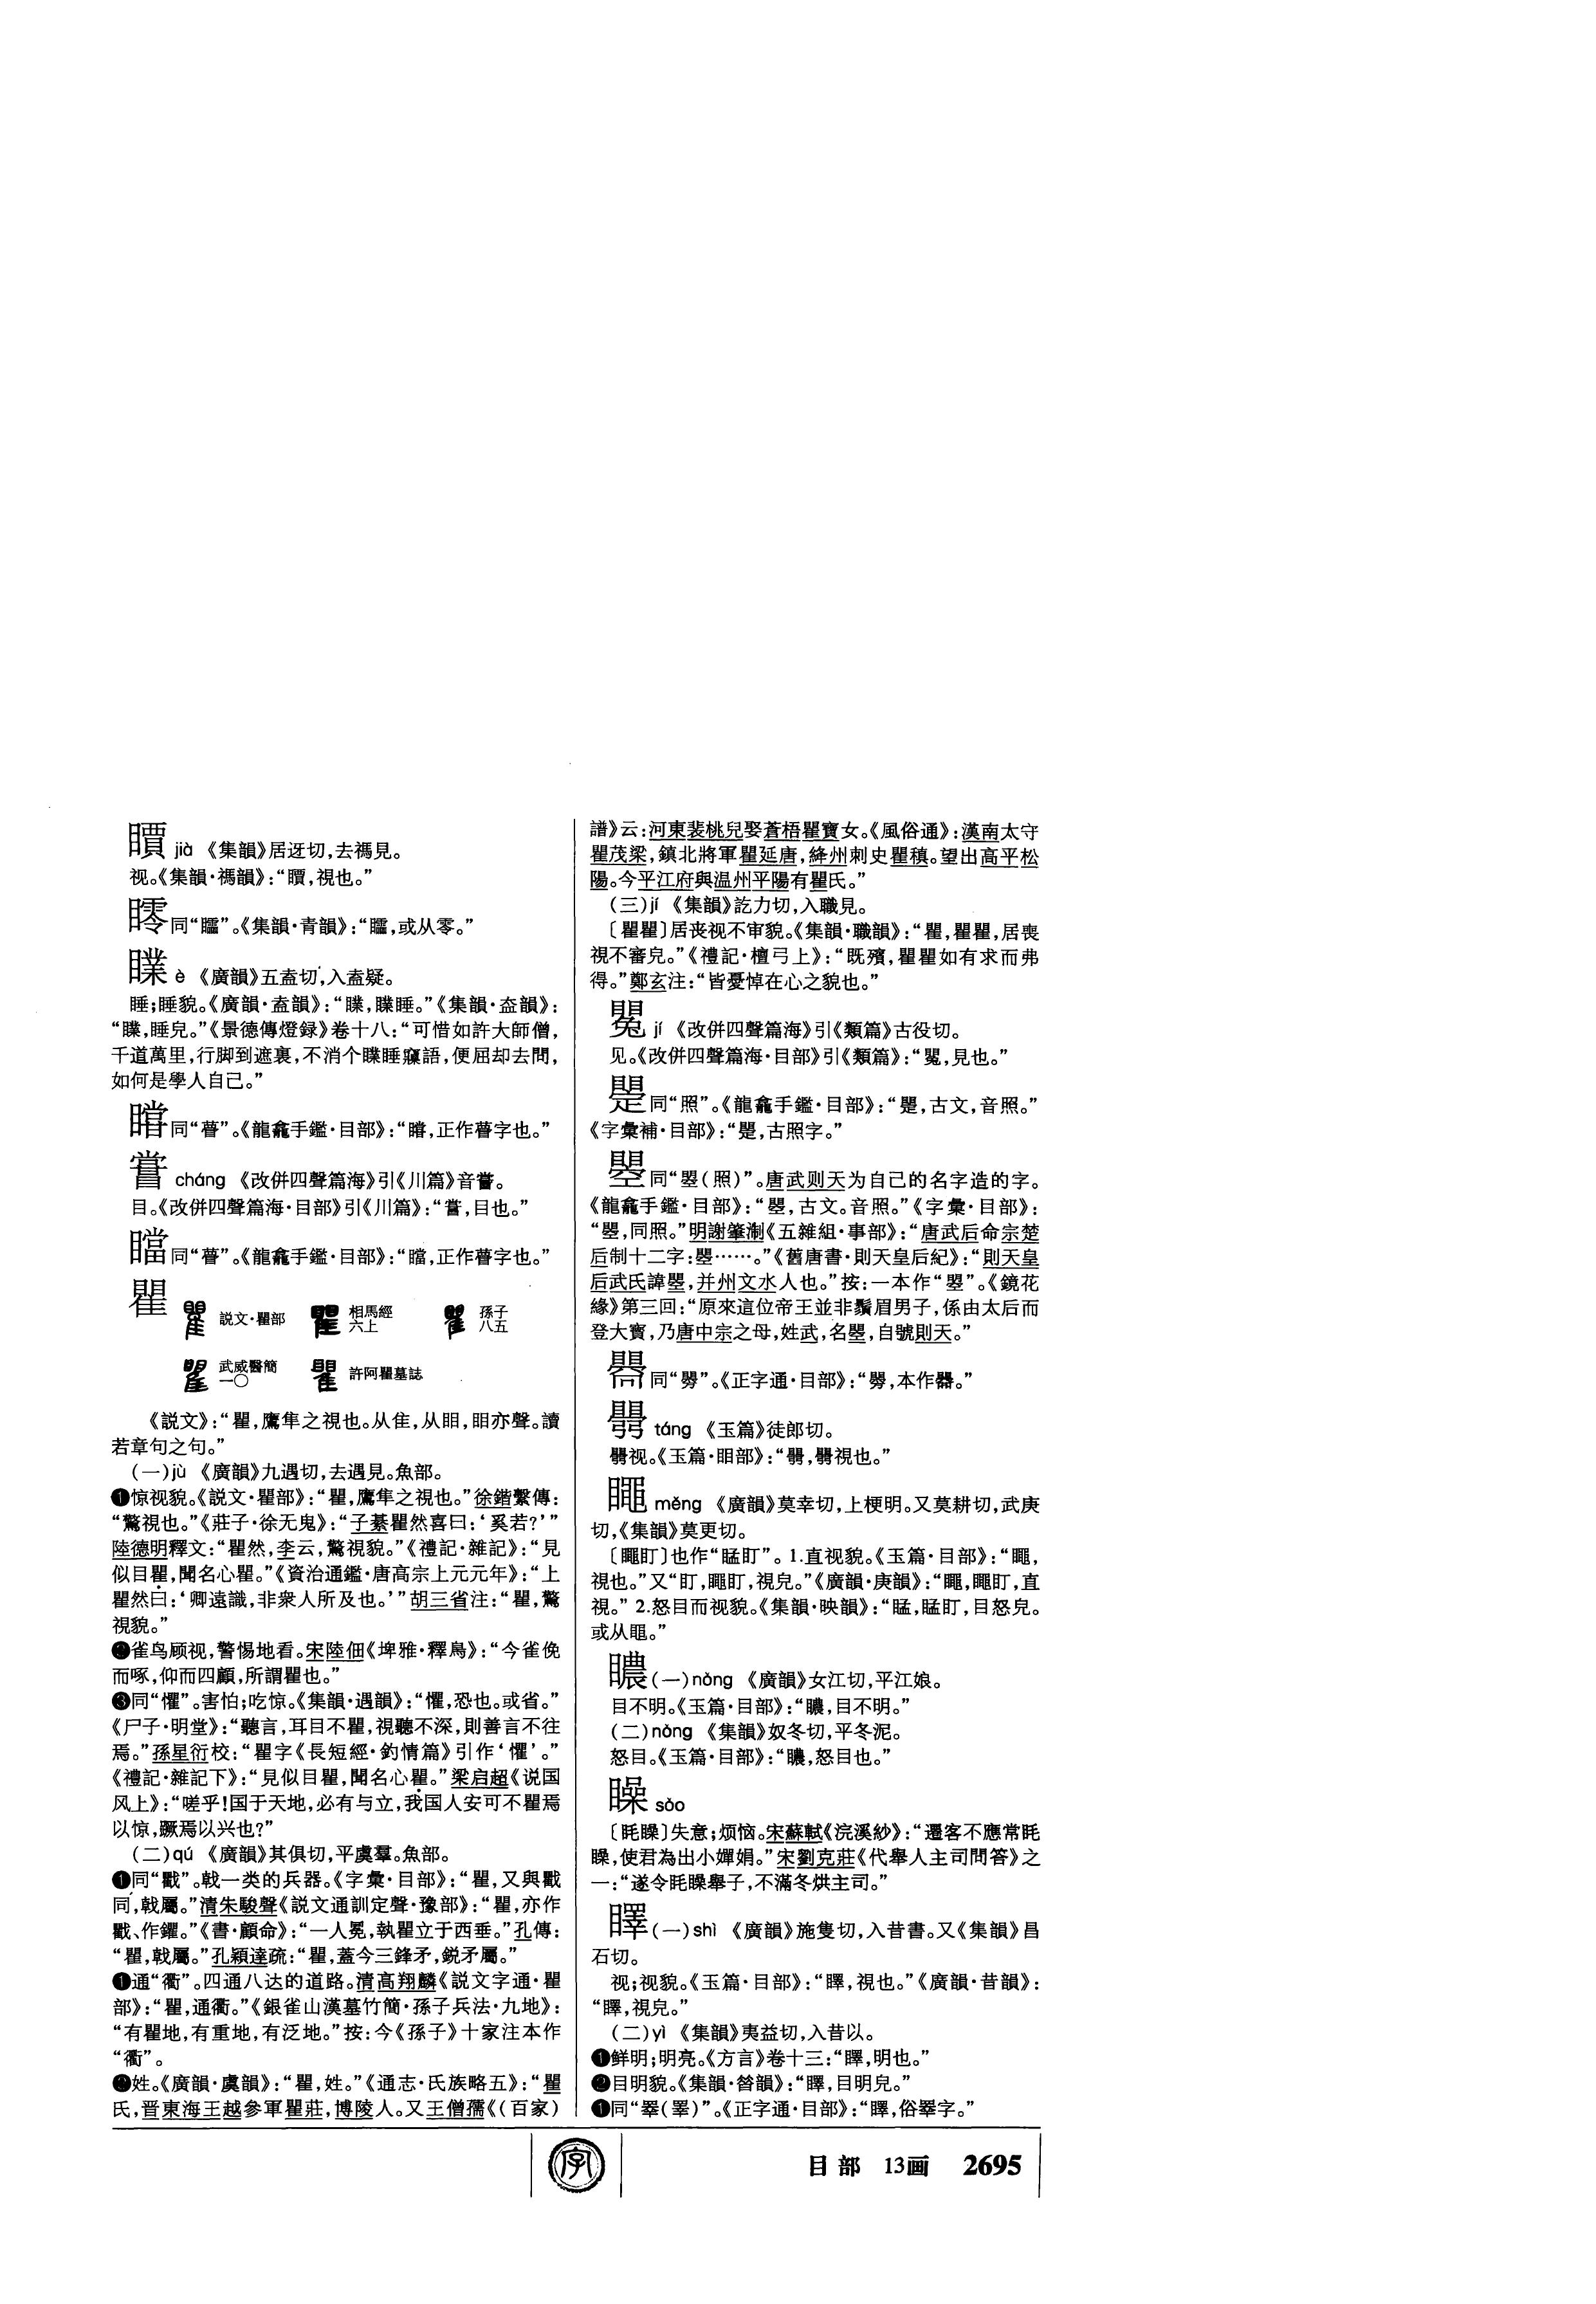 jià 《集韻》居迓切,去禡見。
视。《集韻·禡韻》:“ ,視也。”
同“ ”。《集韻·青韻》:“ ,或从零。”
è 《廣韻》五盍切,入盍疑。
睡;睡貌。《廣韻·盍韻》:“ , 睡。”《集韻·盇韻》:
“ ,睡皃。”《景德傳燈録》卷十八:“可惜如許大師僧,
千道萬里,行脚到遮裏,不消个 睡寱語,便屈却去問,
如何是學人自己。”
同“瞢”。《龍龕手鑑·目部》:“ ,正作瞢字也。”
cháng 《改併四聲篇海》引《川篇》音嘗。
目。《改併四聲篇海·目部》引《川篇》:“ ,目也。”
矘同“瞢”。《龍龕手鑑·目部》:“ ,正作瞢字也。”
瞿
説文·瞿部 相馬經六上 孫子八五
武威醫簡一〇 許阿瞿墓誌
《説文》:“瞿,鷹隼之視也。从隹,从䀠,䀠亦聲。讀
若章句之句。”
(一)jù 《廣韻》九遇切,去遇見。魚部。
❶惊视貌。《説文·瞿部》:“瞿,鷹隼之視也。”徐鍇繫傳:
“驚視也。”《莊子·徐无鬼》:“子綦瞿然喜曰:‘奚若?’”
陸德明釋文:“瞿然,李云,驚視貌。”《禮記·雜記》:“見
似目瞿,聞名心瞿。”《資治通鑑·唐高宗上元元年》:“上
瞿然曰:‘卿遠識,非衆人所及也。’”胡三省注:“瞿,驚
視貌。”
❷雀鸟顾视,警惕地看。宋陸佃《埤雅·釋鳥》:“今雀俛
而啄,仰而四顧,所謂瞿也。”
❸同“懼”。害怕;吃惊。《集韻·遇韻》:“懼,恐也。或省。”
《尸子·明堂》:“聽言,耳目不瞿,視聽不深,則善言不往
焉。”孫星衍校:“瞿字《長短經·釣情篇》引作‘懼’。”
《禮記·雜記下》:“見似目瞿,聞名心瞿。”梁启超《说国
风上》:“嗟乎!国于天地,必有与立,我国人安可不瞿焉
以惊,蹶焉以兴也?”
(二)qú 《廣韻》其俱切,平虞羣。魚部。
❶同“戵”。戟一类的兵器。《字彙·目部》:“瞿,又與戵
同,戟屬。”清朱駿聲《説文通訓定聲·豫部》:“瞿,亦作
戵、作鑺。”《書·顧命》:“一人冕,執瞿立于西垂。”孔傳:
“瞿,戟屬。”孔穎達疏:“瞿,蓋今三鋒矛,鋭矛屬。”
❶通“衢”。四通八达的道路。清高翔麟《説文字通·瞿
部》:“瞿,通衢。”《銀雀山漢墓竹簡·孫子兵法·九地》:
“有瞿地,有重地,有泛地。”按:今《孫子》十家注本作
“衢”。
❷姓。《廣韻·虞韻》:“瞿,姓。”《通志·氏族略五》:“瞿
氏,晋東海王越參軍瞿莊,博陵人。又王僧孺《(百家)
譜》云:河東裴桃兒娶蒼梧瞿寶女。《風俗通》:漢南太守
瞿茂梁,鎮北將軍瞿延唐,絳州刺史瞿稹。望出高平松
陽。今平江府與温州平陽有瞿氏。”
(三)jí 《集韻》訖力切,入職見。
〔瞿瞿〕居丧视不审貌。《集韻·職韻》:“瞿,瞿瞿,居喪
視不審皃。”《禮記·檀弓上》:“既殯,瞿瞿如有求而弗
得。”鄭玄注:“皆憂悼在心之貌也。”
jí 《改併四聲篇海》引《類篇》古役切。
见。《改併四聲篇海·目部》引《類篇》:“ ,見也。”
同“照”。《龍龕手鑑·目部》:“ ,古文,音照。”
《字彙補·目部》:“ ,古照字。”
瞾同“曌(照)”。唐武则天为自己的名字造的字。
《龍龕手鑑·目部》:“瞾,古文。音照。”《字彙·目部》:
“瞾,同照。”明謝肇淛《五雜組·事部》:“唐武后命宗楚
后制十二字:瞾……。”《舊唐書·則天皇后紀》:“則天皇
后武氏諱瞾,并州文水人也。”按:一本作“曌”。《鏡花
緣》第三回:“原來這位帝王並非鬚眉男子,係由太后而
登大寶,乃唐中宗之母,姓武,名瞾,自號則天。”
同“ ”。《正字通·目部》:“ ,本作 。”
táng 《玉篇》徒郎切。
视。《玉篇·䀠部》:“ , 視也。”
䁅 měng 《廣韻》莫幸切,上梗明。又莫耕切,武庚
切,《集韻》莫更切。
〔 盯〕也作“瞐盯”。1.直视貌。《玉篇·目部》:“ ,
視也。”又“盯, 盯,視皃。”《廣韻·庚韻》:“ , 盯,直
視。” 2.怒目而视貌。《集韻·映韻》:“ , 盯,目怒皃。
或从黽。”
(一)nǒng 《廣韻》女江切,平江娘。
目不明。《玉篇·目部》:“ ,目不明。”
(二)nǒng 《集韻》奴冬切,平冬泥。
怒目。《玉篇·目部》:“ ,怒目也。”
矂 sǒo
〔眊矂〕失意;烦恼。宋蘇軾《浣溪紗》:“遷客不應常眊
矂,使君為出小嬋娟。”宋劉克莊《代舉人主司問答》之
一:“遂令眊矂舉子,不滿冬烘主司。”
(一)shì 《廣韻》施隻切,入昔書。又《集韻》昌
石切。
视;视貌。《玉篇·目部》:“ ,視也。”《廣韻·昔韻》:
“ ,視皃。”
(二)yì 《集韻》夷益切,入昔以。
❶鲜明;明亮。《方言》卷十三:“ ,明也。”
❷目明貌。《集韻·㫺韻》:“ ,目明皃。”
❶同“睪(睾)”。《正字通·目部》:“ ,俗睪字。”
字
目部 13画 2695